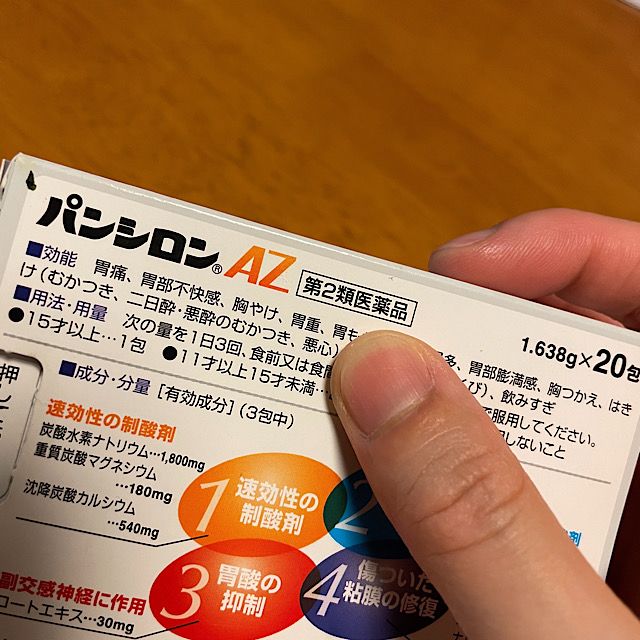 パンシロン®AZ 第2類医薬品
1.638g×20包
■効能 胃痛、胃部不快感、胸やけ、胃重、胃も 多、胃部膨満感、胸つかえ、はき
け(むかつき、二日酔・悪酔のむかつき、悪心) くび)、飲みすぎ
■用法・用量 次の量を1日3回、食前又は食 で服用してください。
●15才以上…1包 ●11才以上15才未満… しないこと
■成分・分量 [有効成分](3包中)
速効性の制酸剤
炭酸水素ナトリウム…1,800mg
重質炭酸マグネシウム
…180mg
沈降炭酸カルシウム
…540mg
1 速効性の
制酸剤
2
3 胃酸の
抑制
4 傷ついた
粘膜の修復
副交感神経に作用
ロートエキス…30mg
押し